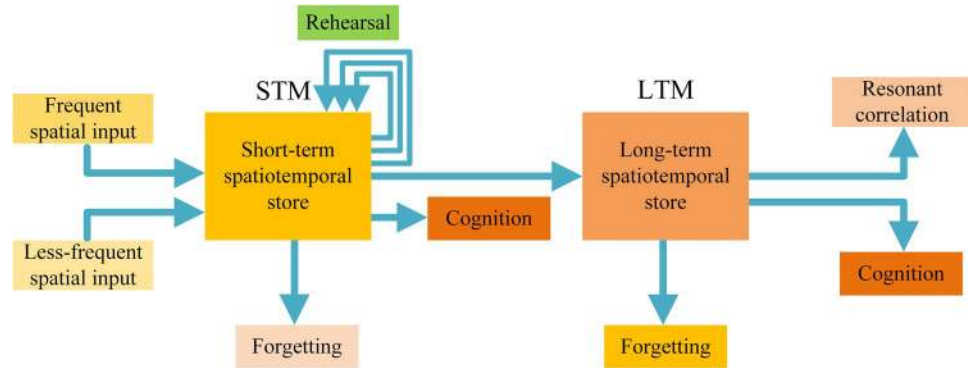 Rehearsal
STM
LTM
Frequent
spatial input
Resonant
correlation
Short-term
spatiotemporal
store
Long-term
spatiotemporal
store
Cognition
Less-frequent
spatial input
Cognition
Forgetting
Forgetting